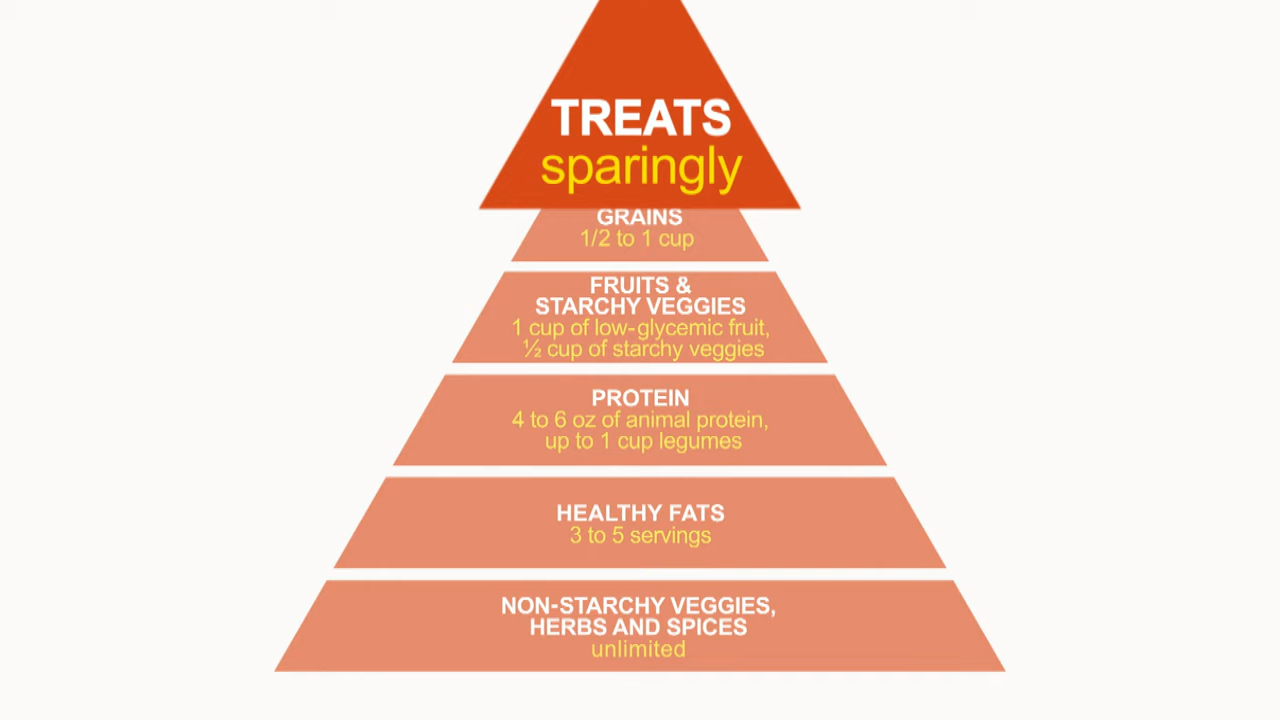 TREATS
sparingly
GRAINS
1/2 to 1 cup
FRUITS &
STARCHY VEGGIES
1 cup of low-glycemic fruit,
½ cup of starchy veggies
PROTEIN
4 to 6 oz of animal protein,
up to 1 cup legumes
HEALTHY FATS
3 to 5 servings
NON-STARCHY VEGGIES,
HERBS AND SPICES
unlimited